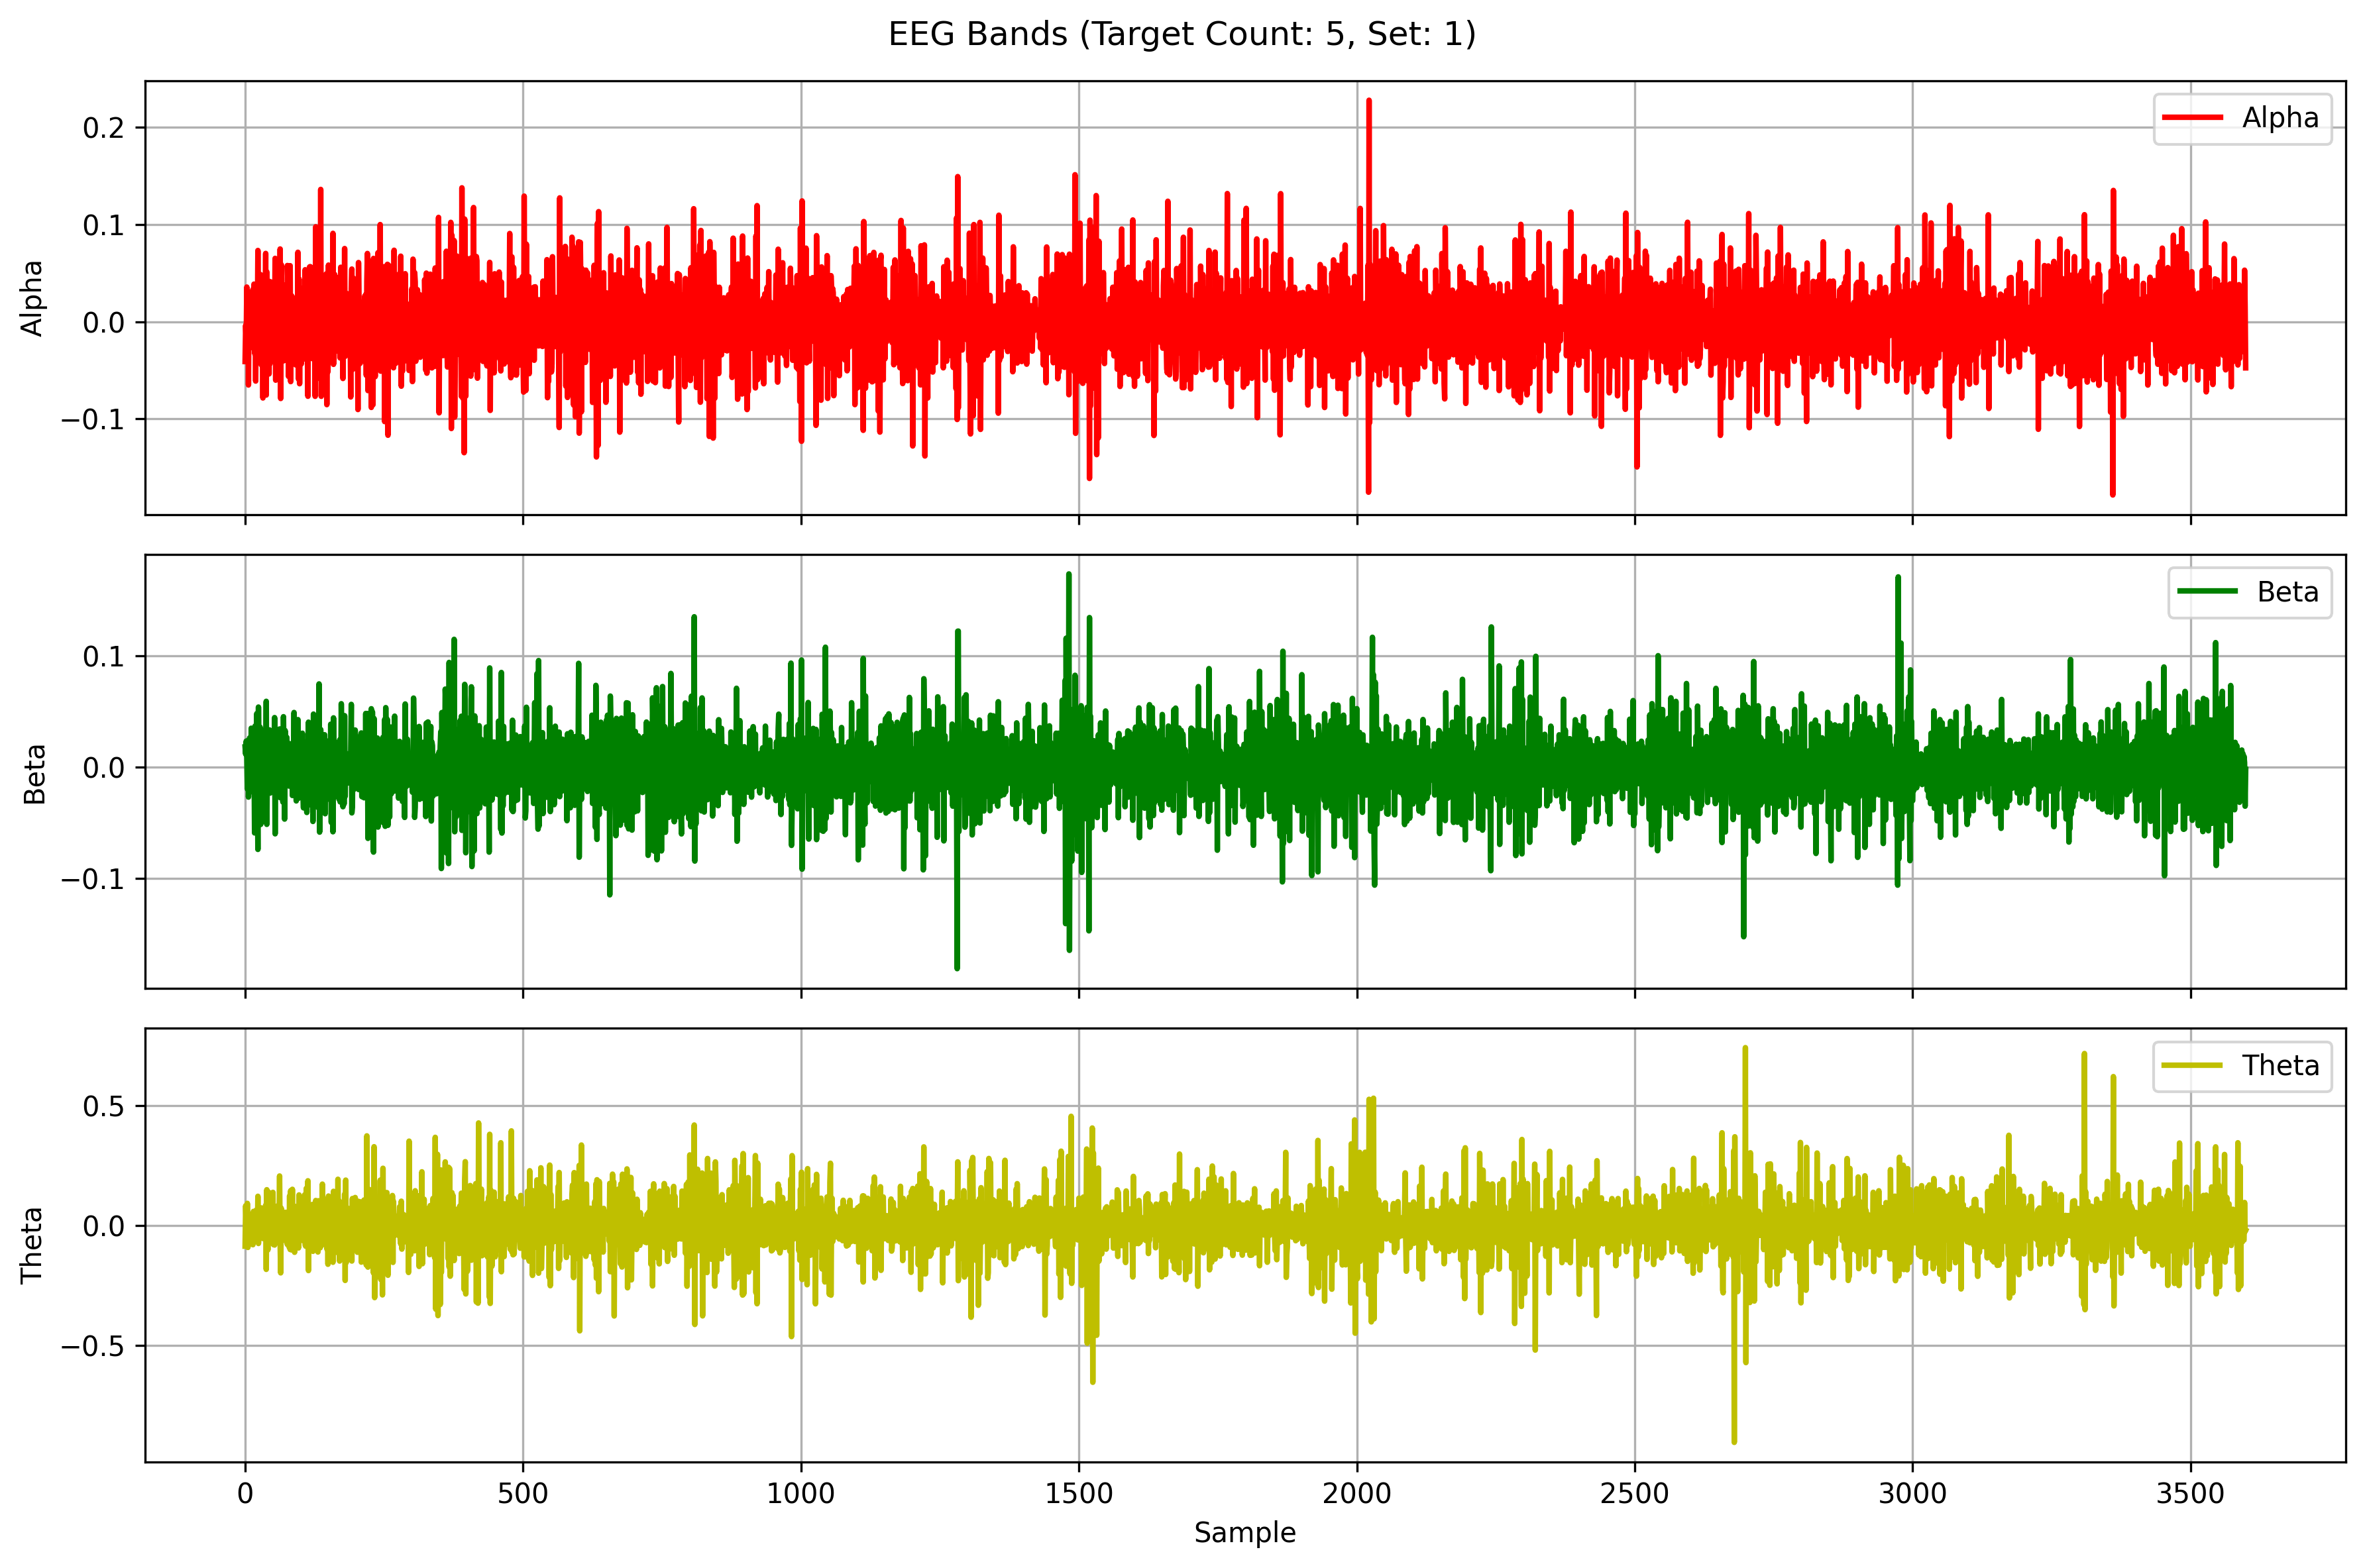 EEG Bands (Target Count: 5, Set: 1)
Alpha
0.2
0.1
0.0
−0.1
Alpha
Beta
0.1
0.0
−0.1
Beta
Theta
0.5
0.0
−0.5
Theta
0 500 1000 1500 2000 2500 3000 3500
Sample